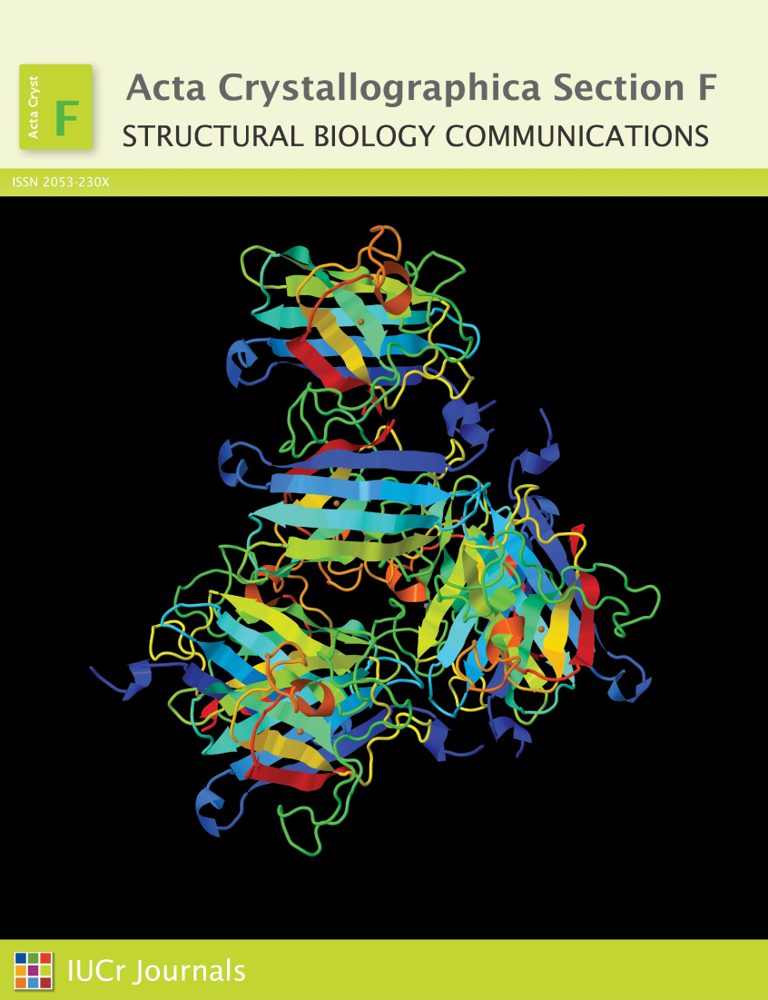 Acta Cryst
F
Acta Crystallographica Section F
STRUCTURAL BIOLOGY COMMUNICATIONS
ISSN 2053-230X
IUCr Journals